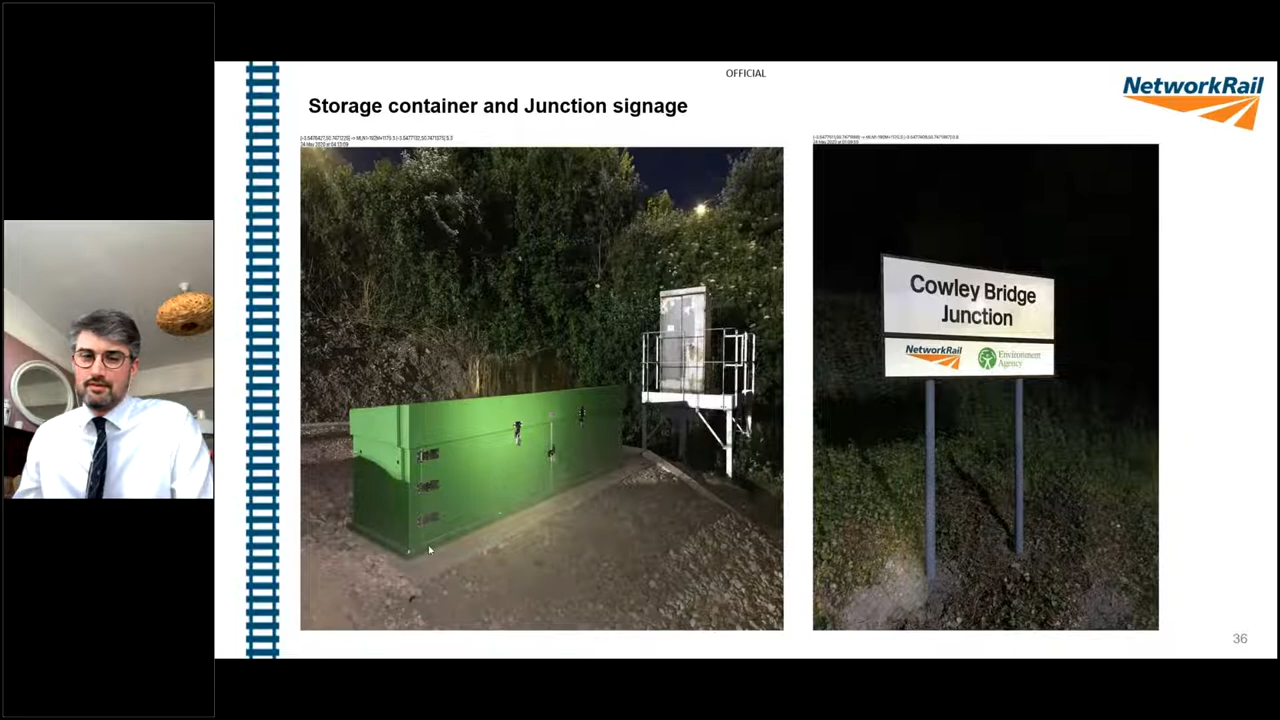 OFFICIAL
NetworkRail
Storage container and Junction signage
Cowley Bridge
Junction
NetworkRail
Environment
Agency
36